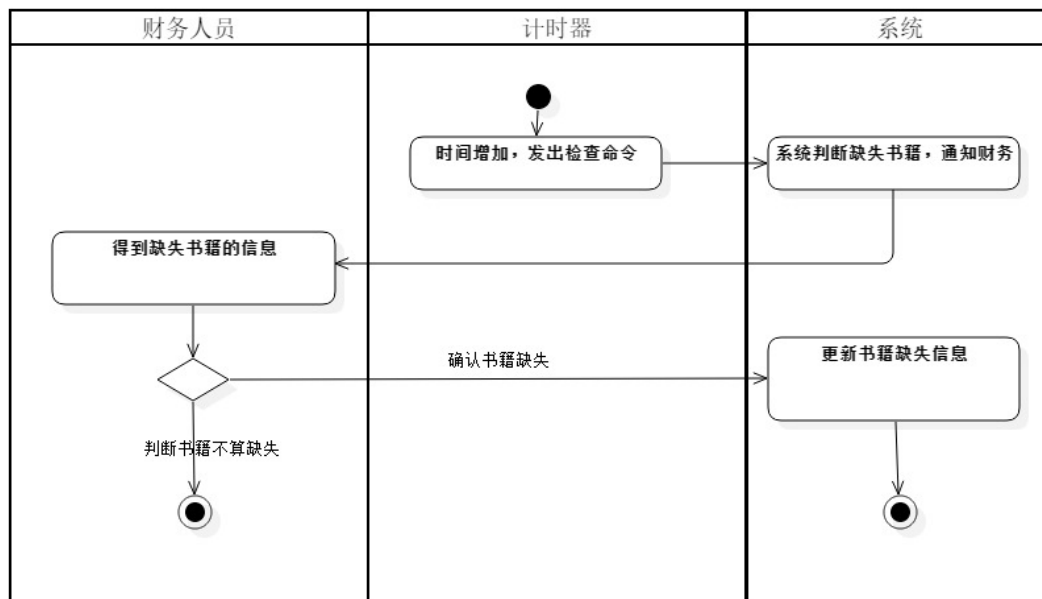 财务人员
计时器
系统
时间增加，发出检查命令
系统判断缺失书籍，通知财务
得到缺失书籍的信息
确认书籍缺失
更新书籍缺失信息
判断书籍不算缺失